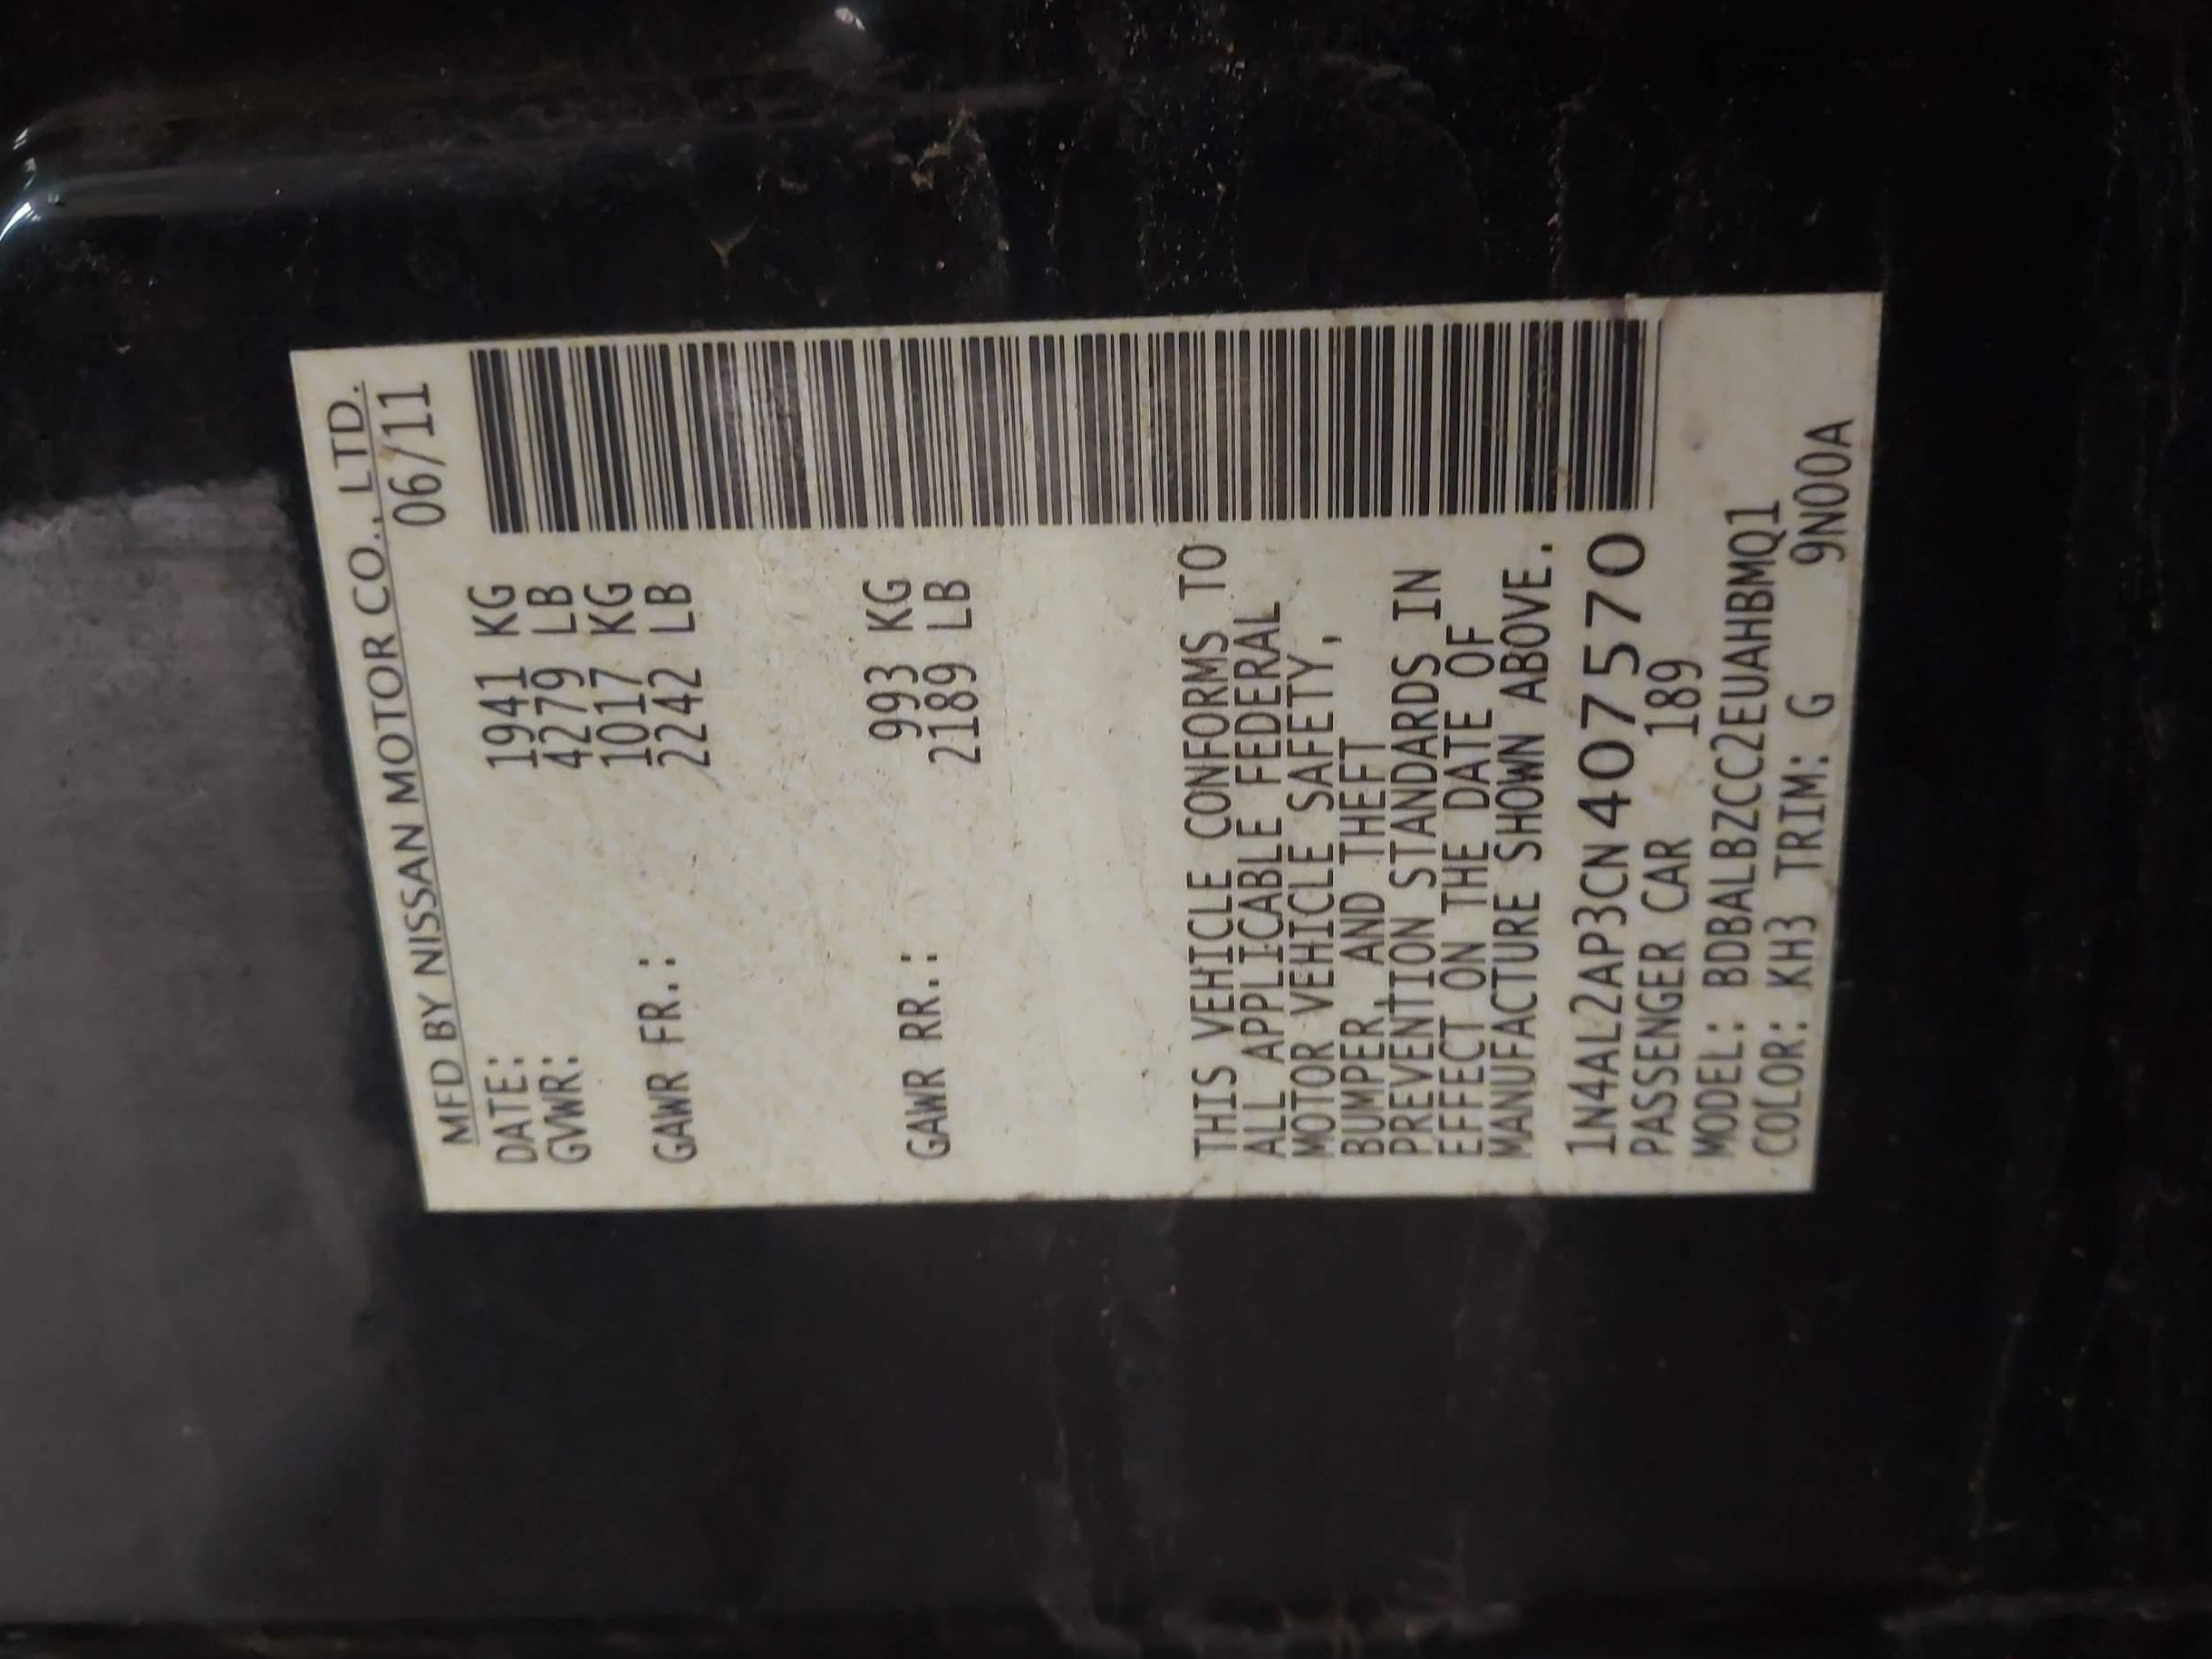 MFD BY NISSAN MOTOR CO., LTD.
DATE: 06/11
GVWR: 1941 KG
4279 LB
GAWR FR.: 1017 KG
2242 LB
GAWR RR.: 993 KG
2189 LB
THIS VEHICLE CONFORMS TO
ALL APPLICABLE FEDERAL
MOTOR VEHICLE SAFETY,
BUMPER, AND THEFT
PREVENTION STANDARDS IN
EFFECT ON THE DATE OF
MANUFACTURE SHOWN ABOVE.
1N4AL2AP3CN407570
PASSENGER CAR 189
MODEL: BDBALBZCC2EUAHBMQ1
COLOR: KH3 TRIM: G 9N00A